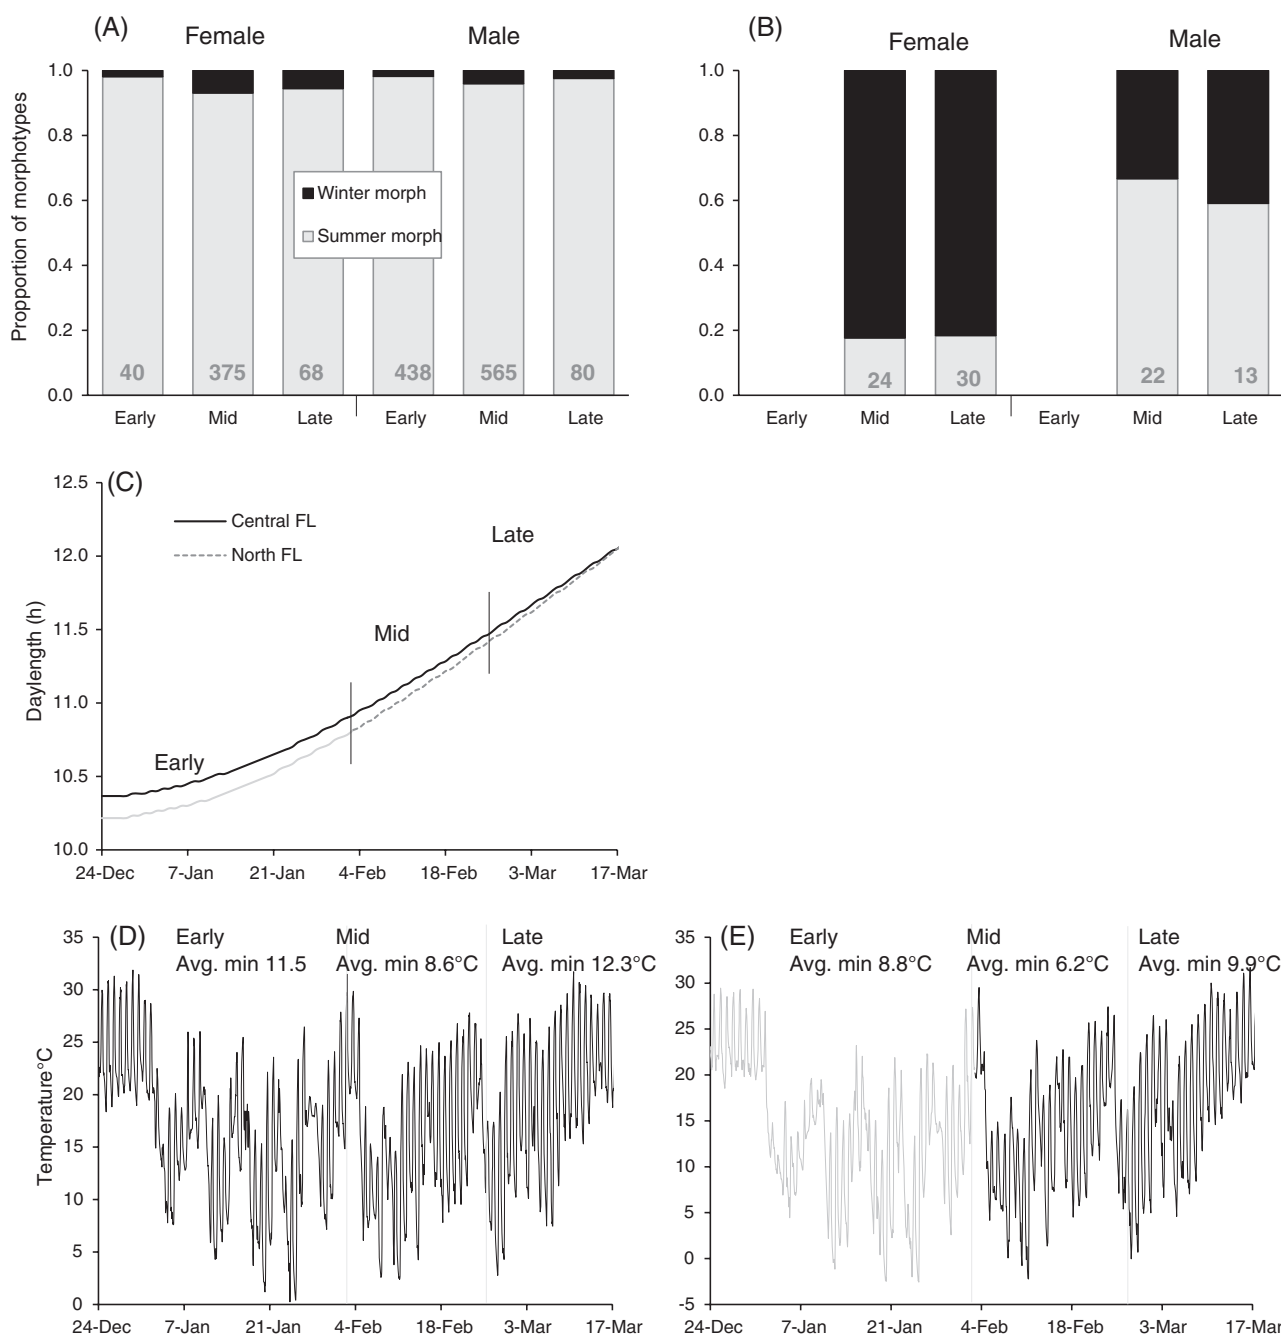 (A)
Female
Male
Propportion of morphotypes
1.0
0.8
0.6
0.4
0.2
0.0
Winter morph
Summer morph
40
375
68
438
565
80
Early
Mid
Late
Early
Mid
Late
(B)
Female
Male
1.0
0.8
0.6
0.4
0.2
0.0
24
30
22
13
Early
Mid
Late
Early
Mid
Late
(C)
Daylength (h)
12.5
12.0
11.5
11.0
10.5
10.0
Central FL
North FL
Early
Mid
Late
24-Dec
7-Jan
21-Jan
4-Feb
18-Feb
3-Mar
17-Mar
(D)
Early
Mid
Late
Avg. min 11.5
Avg. min 8.6°C
Avg. min 12.3°C
Temperature°C
35
30
25
20
15
10
5
0
24-Dec
7-Jan
21-Jan
4-Feb
18-Feb
3-Mar
17-Mar
(E)
Early
Mid
Late
Avg. min 8.8°C
Avg. min 6.2°C
Avg. min 9.9°C
35
30
25
20
15
10
5
0
-5
24-Dec
7-Jan
21-Jan
4-Feb
18-Feb
3-Mar
17-Mar